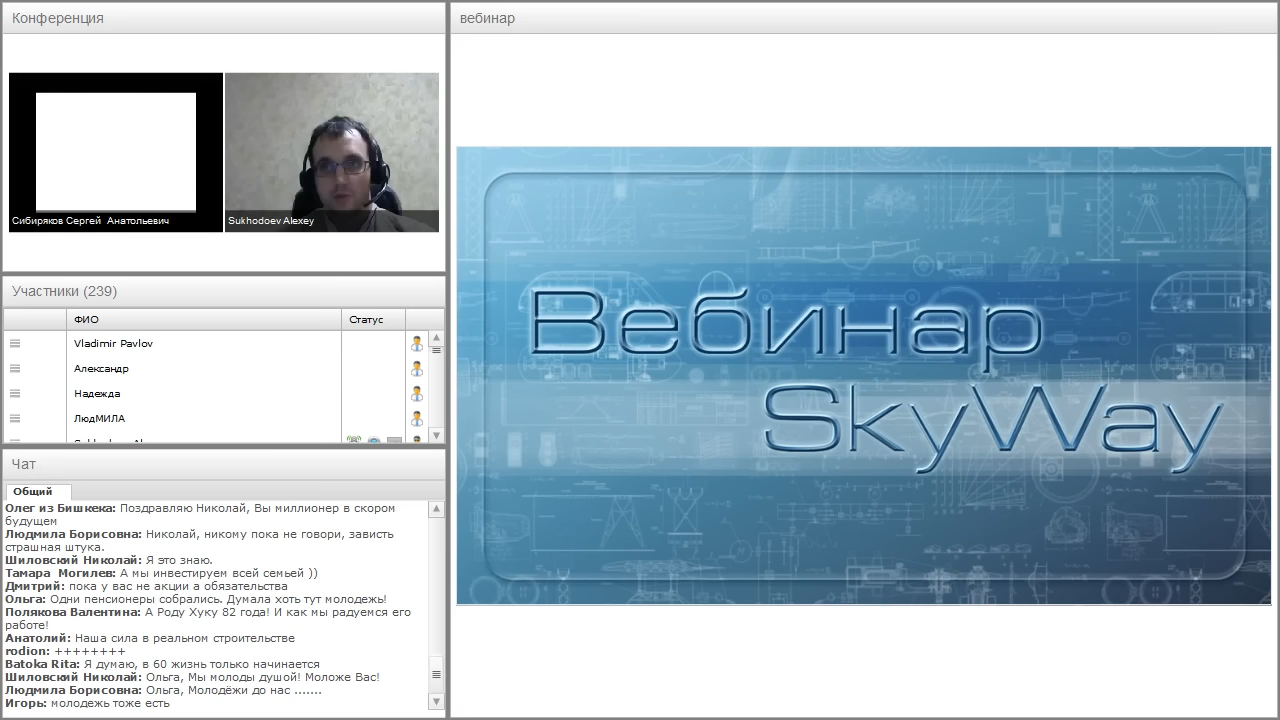 Конференция
Сибиряков Сергей Анатольевич
Sukhodoev Alexey
Участники (239)
ФИО
Статус
Vladimir Pavlov
Александр
Надежда
ЛюдМИЛА
Чат
Общий
Олег из Бишкека: Поздравляю Николай, Вы миллионер в скором
будущем
Людмила Борисовна: Николай, никому пока не говори, зависть
страшная штука.
Шиловский Николай: Я это знаю.
Тамара Могилев: А мы инвестируем всей семьей ))
Дмитрий: пока у вас не акции а обязательства
Ольга: Одни пенсионеры собрались. Думала хоть тут молодежь!
Полякова Валентина: А Роду Хуку 82 года! И как мы радуемся его
работе!
Анатолий: Наша сила в реальном строительстве
rodion: ++++++++
Batoka Rita: Я думаю, в 60 жизнь только начинается
Шиловский Николай: Ольга, Мы молоды душой! Моложе Вас!
Людмила Борисовна: Ольга, Молодёжи до нас .......
Игорь: молодежь тоже есть
вебинар
Вебинар
SkyWay